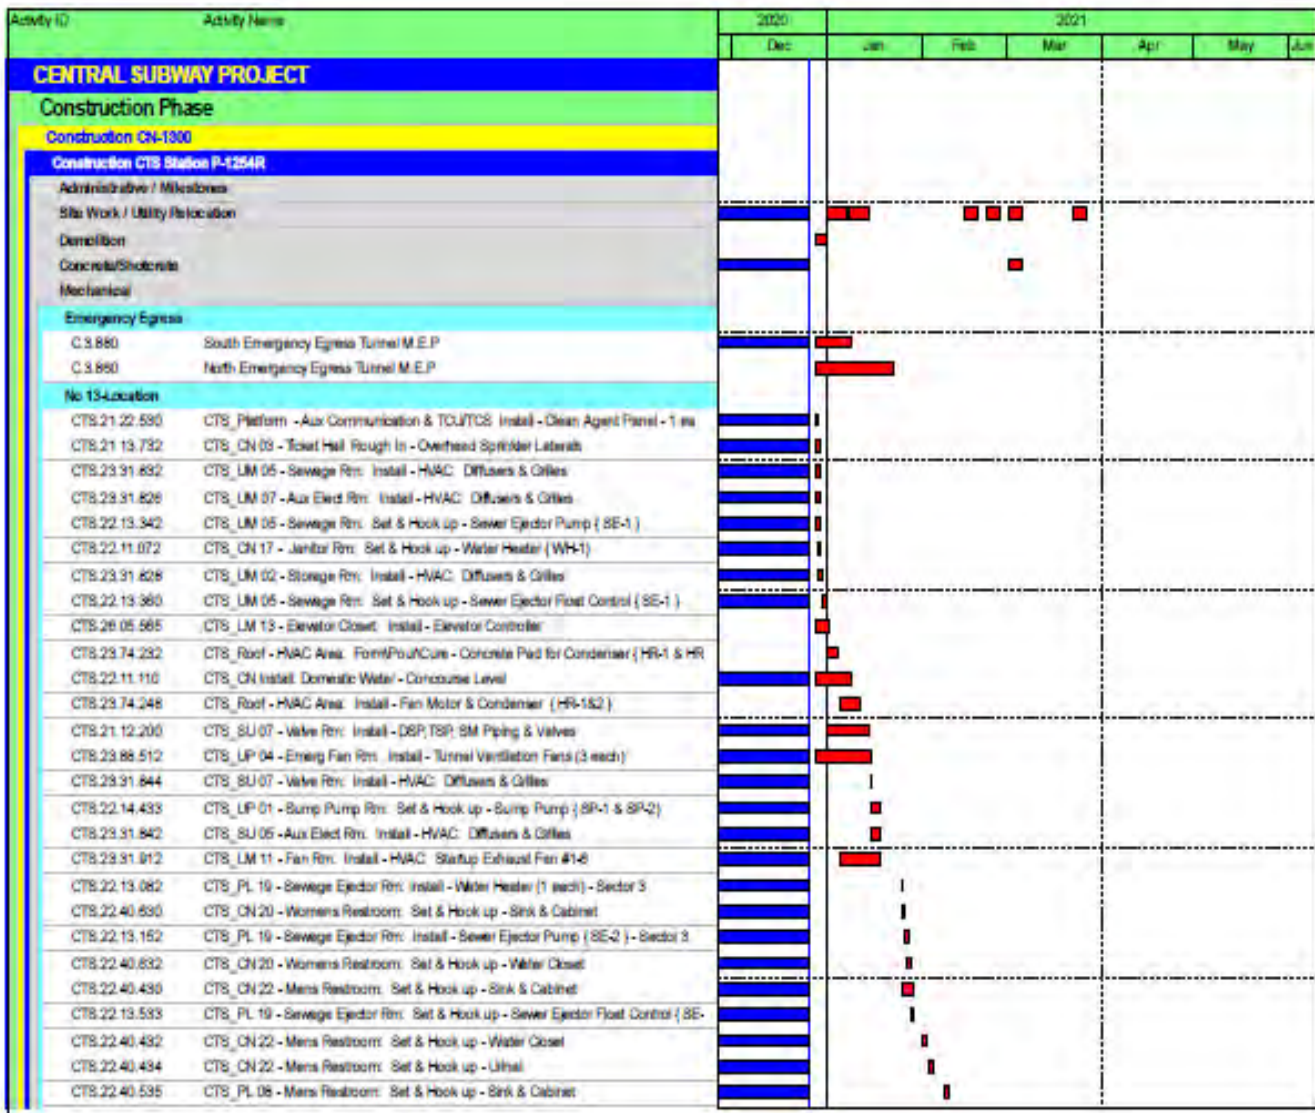 Activity ID Activity Name 2020 2021
Dec Jan Feb Mar Apr May Jun
CENTRAL SUBWAY PROJECT
Construction Phase
Construction CN-1300
Construction CTS Station P-1254R
Administrative / Milestones
Site Work / Utility Relocation
Demolition
Concrete/Shotcrete
Mechanical
Emergency Egress
C.3.880 South Emergency Egress Tunnel M.E.P
C.3.860 North Emergency Egress Tunnel M.E.P
No 13-Location
CTS.21.22.530 CTS_Platform - Aux Communication & TCU/TCS Install - Clean Agent Panel - 1 ea
CTS.21.13.732 CTS_CN 03 - Ticket Hall Rough In - Overhead Sprinkler Laterals
CTS.23.31.632 CTS_UM 05 - Sewage Rm: Install - HVAC: Diffusers & Grilles
CTS.23.31.626 CTS_UM 07 - Aux Elect Rm: Install - HVAC: Diffusers & Grilles
CTS.22.13.342 CTS_UM 05 - Sewage Rm: Set & Hook up - Sewer Ejector Pump ( SE-1 )
CTS.22.11.072 CTS_CN 17 - Janitor Rm: Set & Hook up - Water Heater ( WH-1)
CTS.23.31.628 CTS_UM 02 - Storage Rm: Install - HVAC: Diffusers & Grilles
CTS.22.13.360 CTS_UM 05 - Sewage Rm: Set & Hook up - Sewer Ejector Float Control ( SE-1 )
CTS.26.05.565 CTS_LM 13 - Elevator Closet: Install - Elevator Controller
CTS.23.74.232 CTS_Roof - HVAC Area: Form\Pour\Cure - Concrete Pad for Condenser ( HR-1 & HR
CTS.22.11.110 CTS_CN Install: Domestic Water - Concourse Level
CTS.23.74.248 CTS_Roof - HVAC Area: Install - Fan Motor & Condenser ( HR-1&2 )
CTS.21.12.200 CTS_SU 07 - Valve Rm: Install - DSP, TSP, SM Piping & Valves
CTS.23.88.512 CTS_UP 04 - Emerg Fan Rm: Install - Tunnel Ventilation Fans (3 each)
CTS.23.31.644 CTS_SU 07 - Valve Rm: Install - HVAC: Diffusers & Grilles
CTS.22.14.433 CTS_UP 01 - Sump Pump Rm: Set & Hook up - Sump Pump ( SP-1 & SP-2)
CTS.23.31.642 CTS_SU 05 - Aux Elect Rm: Install - HVAC: Diffusers & Grilles
CTS.23.31.912 CTS_LM 11 - Fan Rm: Install - HVAC: Startup Exhaust Fan #1-6
CTS.22.13.082 CTS_PL 19 - Sewage Ejector Rm: Install - Water Heater (1 each) - Sector 3
CTS.22.40.630 CTS_CN 20 - Womens Restroom: Set & Hook up - Sink & Cabinet
CTS.22.13.152 CTS_PL 19 - Sewage Ejector Rm: Install - Sewer Ejector Pump ( SE-2 ) - Sector 3
CTS.22.40.632 CTS_CN 20 - Womens Restroom: Set & Hook up - Water Closet
CTS.22.40.430 CTS_CN 22 - Mens Restroom: Set & Hook up - Sink & Cabinet
CTS.22.13.533 CTS_PL 19 - Sewage Ejector Rm: Set & Hook up - Sewer Ejector Float Control ( SE-
CTS.22.40.432 CTS_CN 22 - Mens Restroom: Set & Hook up - Water Closet
CTS.22.40.434 CTS_CN 22 - Mens Restroom: Set & Hook up - Urinal
CTS.22.40.535 CTS_PL 08 - Mens Restroom: Set & Hook up - Sink & Cabinet